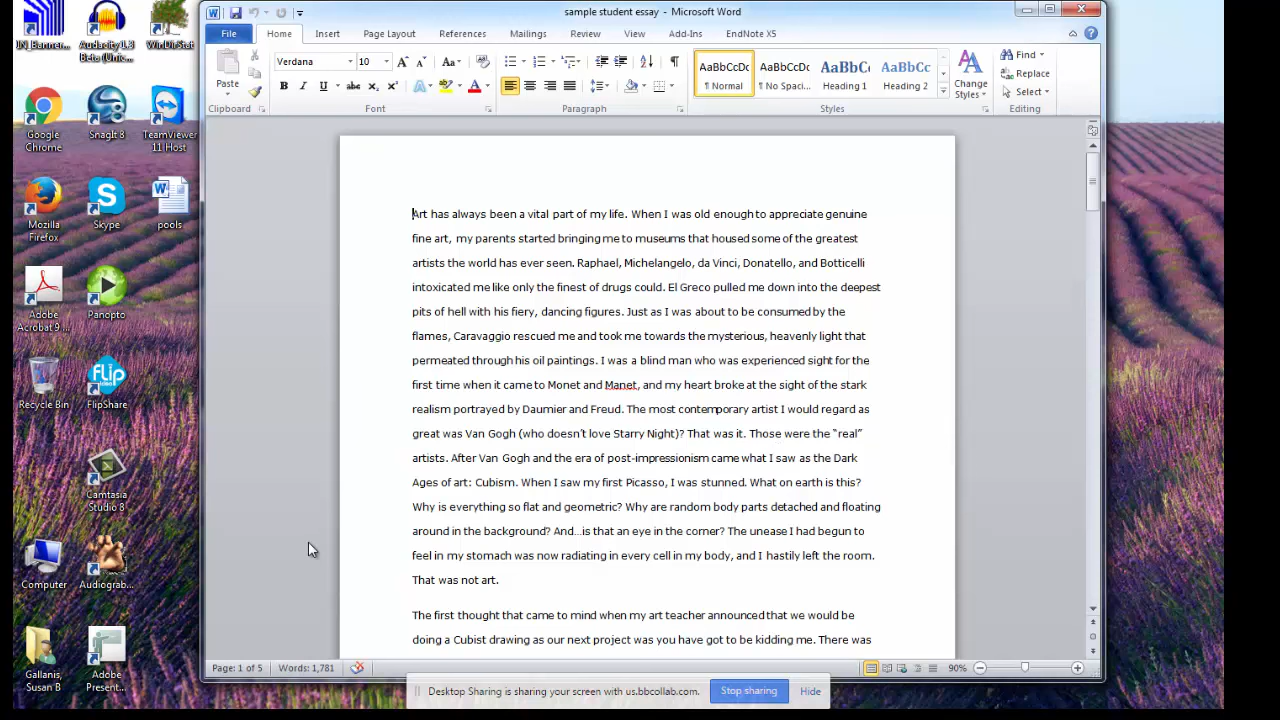 sample student essay - Microsoft Word
File Home Insert Page Layout References Mailings Review View Add-Ins EndNote X5
Verdana 10 Aa
Paste
B I U abc x₂ x² A A
AaBbCcDc AaBbCcDc AaBbC AaBbCc
¶ Normal ¶ No Spaci... Heading 1 Heading 2
Change Styles
Find
Replace
Select
Clipboard Font Paragraph Styles Editing
IN_Banner...
Audacity 1.3 Beta (Unic...
WinDirStat
Google Chrome
SnagIt 8
TeamViewer 11 Host
Mozilla Firefox
Skype
pools
Adobe Acrobat 9 ...
Panopto
Recycle Bin
FlipShare
Camtasia Studio 8
Computer
Audiograb...
Gallanis, Susan B
Adobe Present...
Art has always been a vital part of my life. When I was old enough to appreciate genuine
fine art, my parents started bringing me to museums that housed some of the greatest
artists the world has ever seen. Raphael, Michelangelo, da Vinci, Donatello, and Botticelli
intoxicated me like only the finest of drugs could. El Greco pulled me down into the deepest
pits of hell with his fiery, dancing figures. Just as I was about to be consumed by the
flames, Caravaggio rescued me and took me towards the mysterious, heavenly light that
permeated through his oil paintings. I was a blind man who was experienced sight for the
first time when it came to Monet and Manet, and my heart broke at the sight of the stark
realism portrayed by Daumier and Freud. The most contemporary artist I would regard as
great was Van Gogh (who doesn't love Starry Night)? That was it. Those were the “real”
artists. After Van Gogh and the era of post-impressionism came what I saw as the Dark
Ages of art: Cubism. When I saw my first Picasso, I was stunned. What on earth is this?
Why is everything so flat and geometric? Why are random body parts detached and floating
around in the background? And…is that an eye in the corner? The unease I had begun to
feel in my stomach was now radiating in every cell in my body, and I hastily left the room.
That was not art.
The first thought that came to mind when my art teacher announced that we would be
doing a Cubist drawing as our next project was you have got to be kidding me. There was
Page: 1 of 5 Words: 1,781 90%
Desktop Sharing is sharing your screen with us.bbcollab.com. Stop sharing Hide